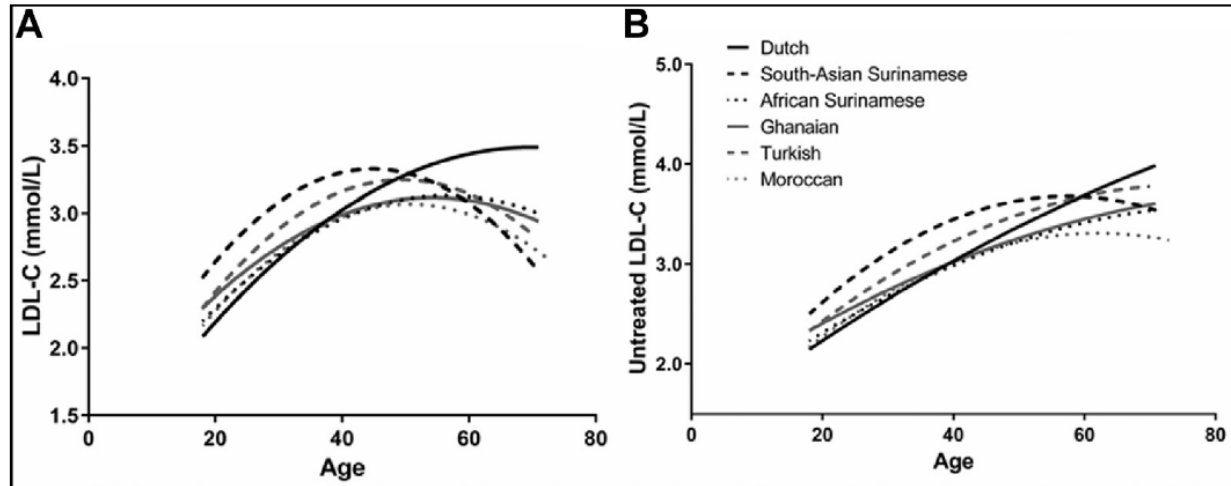 A
LDL-C (mmol/L)
4.0
3.5
3.0
2.5
2.0
1.5
0
20
40
60
80
Age
B
Dutch
South-Asian Surinamese
African Surinamese
Ghanaian
Turkish
Moroccan
Untreated LDL-C (mmol/L)
5.0
4.0
3.0
2.0
0
20
40
60
80
Age